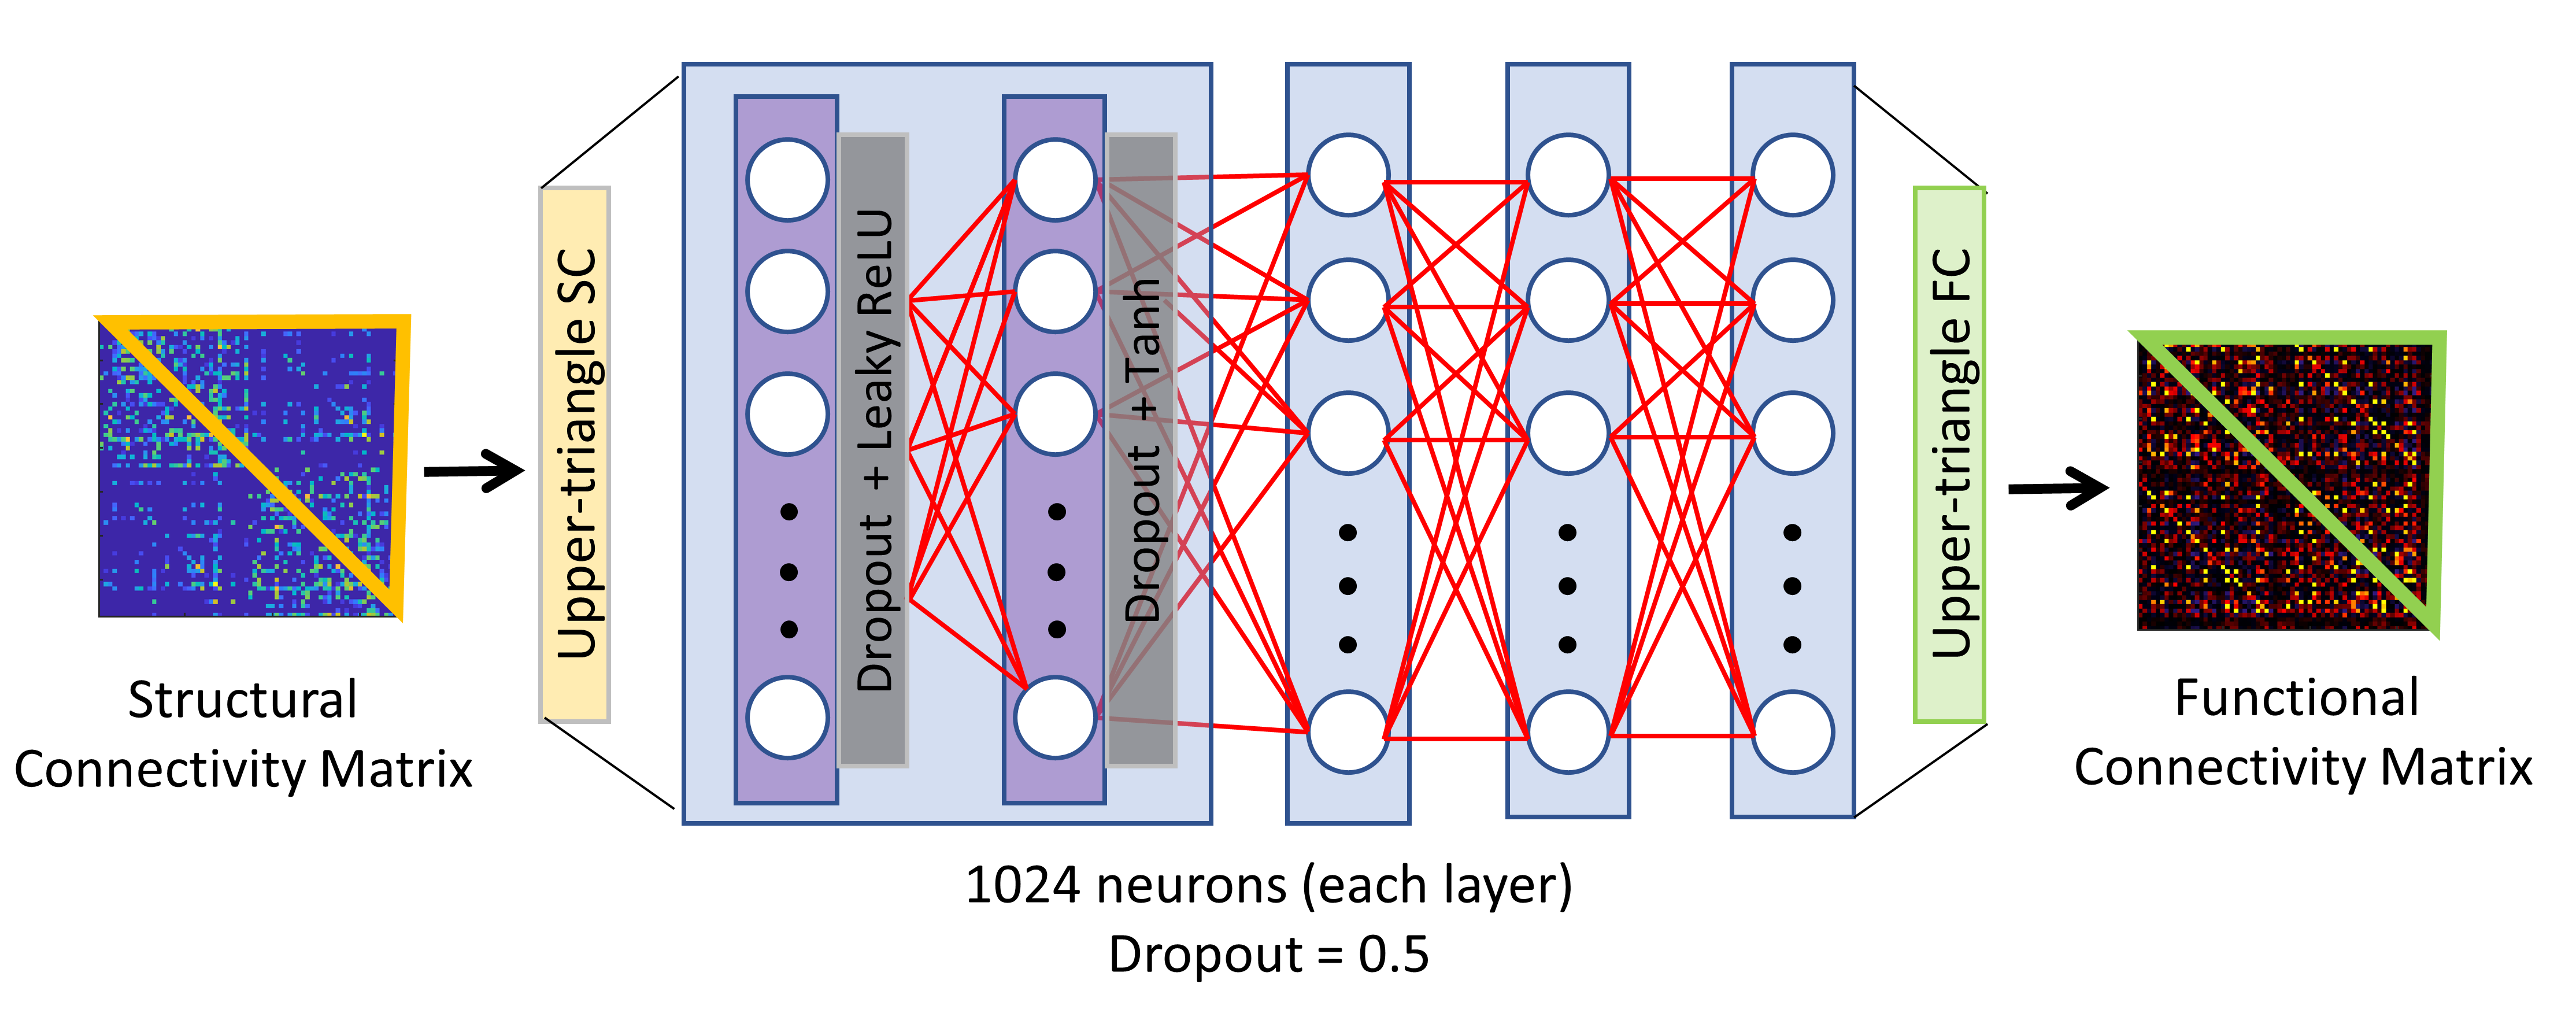 Structural
Connectivity Matrix
Upper-triangle SC
Dropout + Leaky ReLU
Dropout + Tanh
1024 neurons (each layer)
Dropout = 0.5
Upper-triangle FC
Functional
Connectivity Matrix